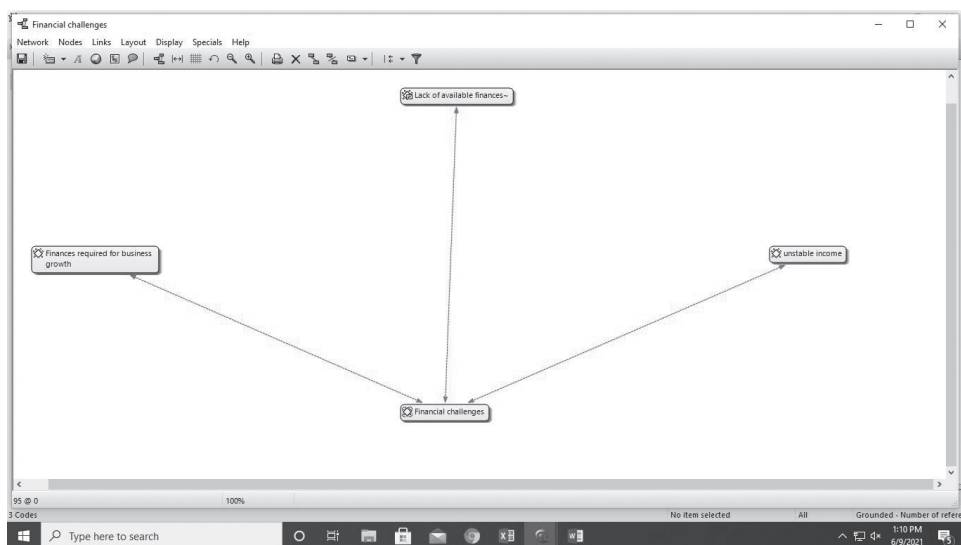 Financial challenges
Network Nodes Links Layout Display Specials Help
Lack of available finances~
Finances required for business
growth
unstable income
Financial challenges
95 @ 0 100%
3 Codes No item selected All Grounded - Number of refere
Type here to search
1:10 PM
6/9/2021